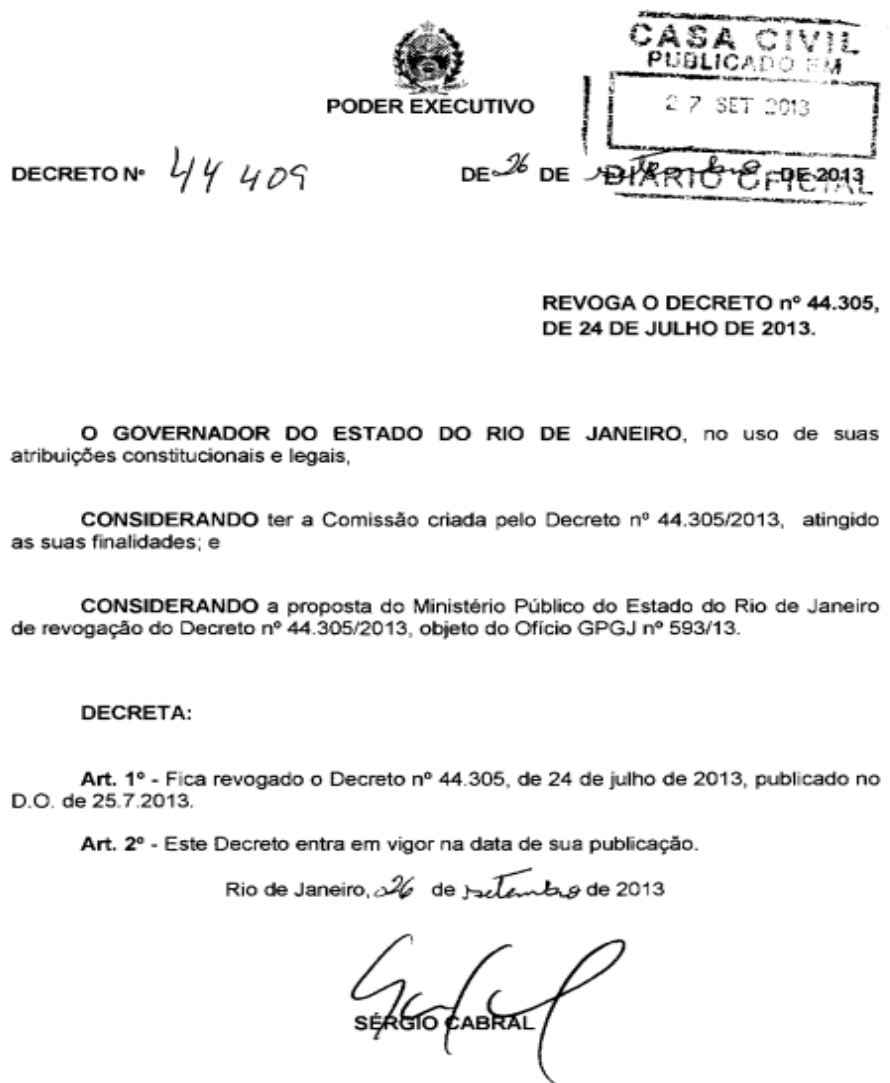 CASA CIVIL
PUBLICADO EM
27 SET 2013
DIÁRIO OFICIAL
PODER EXECUTIVO
DECRETO Nº 44 409 DE 26 DE setembro DE 2013
REVOGA O DECRETO nº 44.305,
DE 24 DE JULHO DE 2013.
O GOVERNADOR DO ESTADO DO RIO DE JANEIRO, no uso de suas
atribuições constitucionais e legais,
CONSIDERANDO ter a Comissão criada pelo Decreto nº 44.305/2013, atingido
as suas finalidades; e
CONSIDERANDO a proposta do Ministério Público do Estado do Rio de Janeiro
de revogação do Decreto nº 44.305/2013, objeto do Ofício GPGJ nº 593/13.
DECRETA:
Art. 1º - Fica revogado o Decreto nº 44.305, de 24 de julho de 2013, publicado no
D.O. de 25.7.2013.
Art. 2º - Este Decreto entra em vigor na data de sua publicação.
Rio de Janeiro, 26 de setembro de 2013
SÉRGIO CABRAL